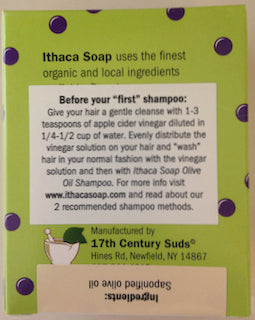 Ithaca Soap uses the finest
organic and local ingredients
Before your "first" shampoo:
Give your hair a gentle cleanse with 1-3
teaspoons of apple cider vinegar diluted in
1/4-1/2 cup of water. Evenly distribute the
vinegar solution on your hair and "wash"
hair in your normal fashion with the vinegar
solution and then with Ithaca Soap Olive
Oil Shampoo. For more info visit
www.ithacasoap.com and read about our
2 recommended shampoo methods.
Manufactured by
17th Century Suds©
Hines Rd, Newfield, NY 14867
Ingredients:
Saponified olive oil